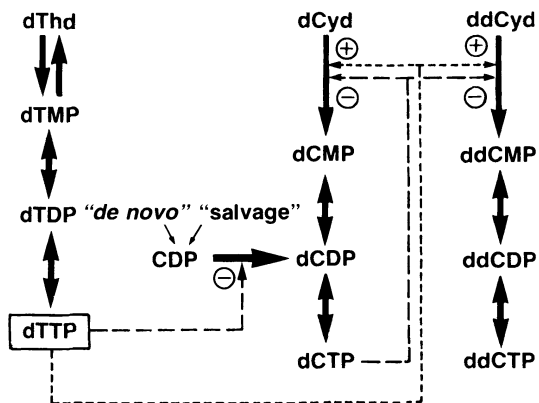 dThd dCyd ddCyd
+ +
− −
dTMP
dCMP ddCMP
dTDP "de novo" "salvage"
CDP dCDP ddCDP
−
dTTP
dCTP ddCTP